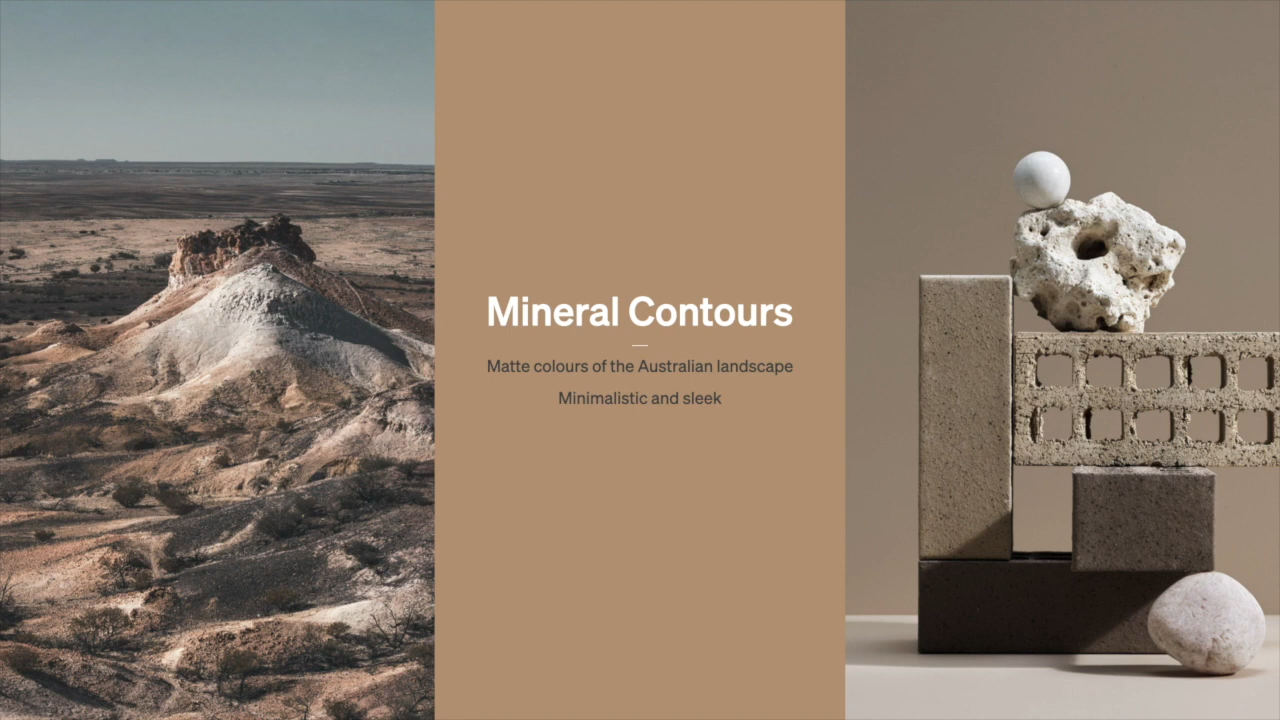 Mineral Contours
Matte colours of the Australian landscape
Minimalistic and sleek